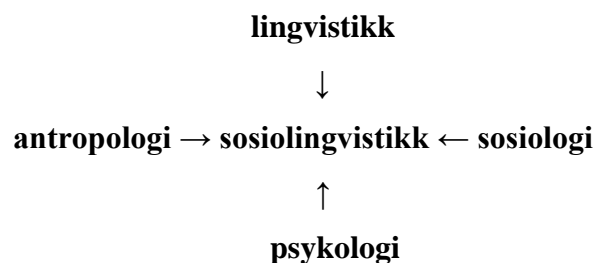 lingvistikk
↓
antropologi → sosiolingvistikk ← sosiologi
↑
psykologi